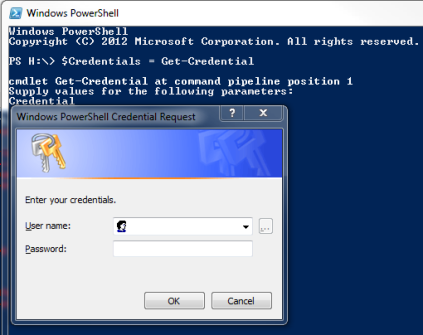 Windows PowerShell
Windows PowerShell
Copyright (C) 2012 Microsoft Corporation. All rights reserved.
PS H:\> $Credentials = Get-Credential
cmdlet Get-Credential at command pipeline position 1
Supply values for the following parameters:
Credential
Windows PowerShell Credential Request
?
Enter your credentials.
User name:
...
Password:
OK
Cancel